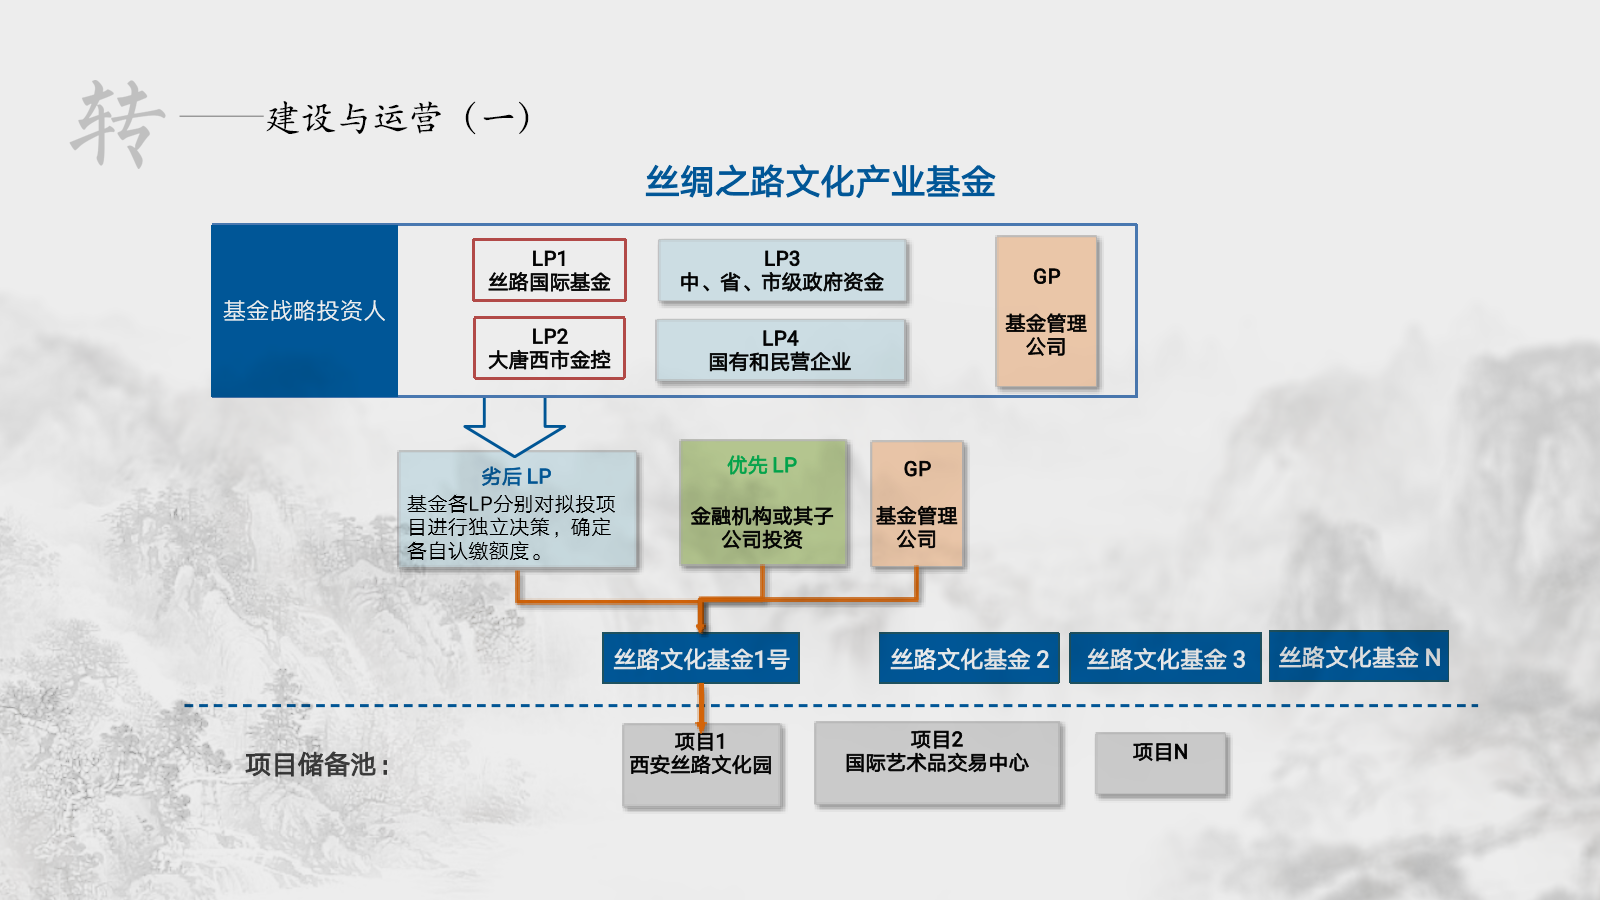 转
建设与运营（一）
丝绸之路文化产业基金
基金战略投资人
LP1
丝路国际基金
LP2
大唐西市金控
LP3
中、省、市级政府资金
LP4
国有和民营企业
GP
基金管理
公司
劣后 LP
基金各LP分别对拟投项
目进行独立决策，确定
各自认缴额度。
优先 LP
金融机构或其子
公司投资
GP
基金管理
公司
丝路文化基金1号
丝路文化基金 2
丝路文化基金 3
丝路文化基金 N
项目储备池：
项目1
西安丝路文化园
项目2
国际艺术品交易中心
项目N